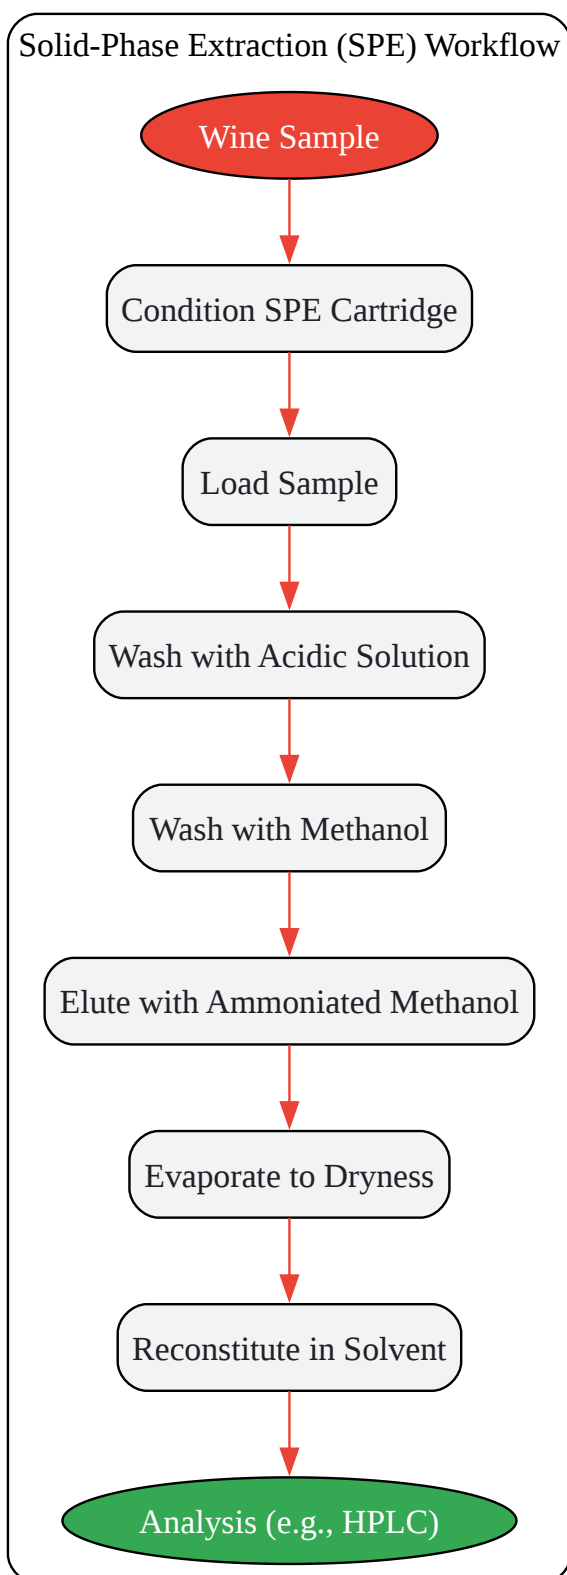 Solid-Phase Extraction (SPE) Workflow
Wine Sample
Condition SPE Cartridge
Load Sample
Wash with Acidic Solution
Wash with Methanol
Elute with Ammoniated Methanol
Evaporate to Dryness
Reconstitute in Solvent
Analysis (e.g., HPLC)